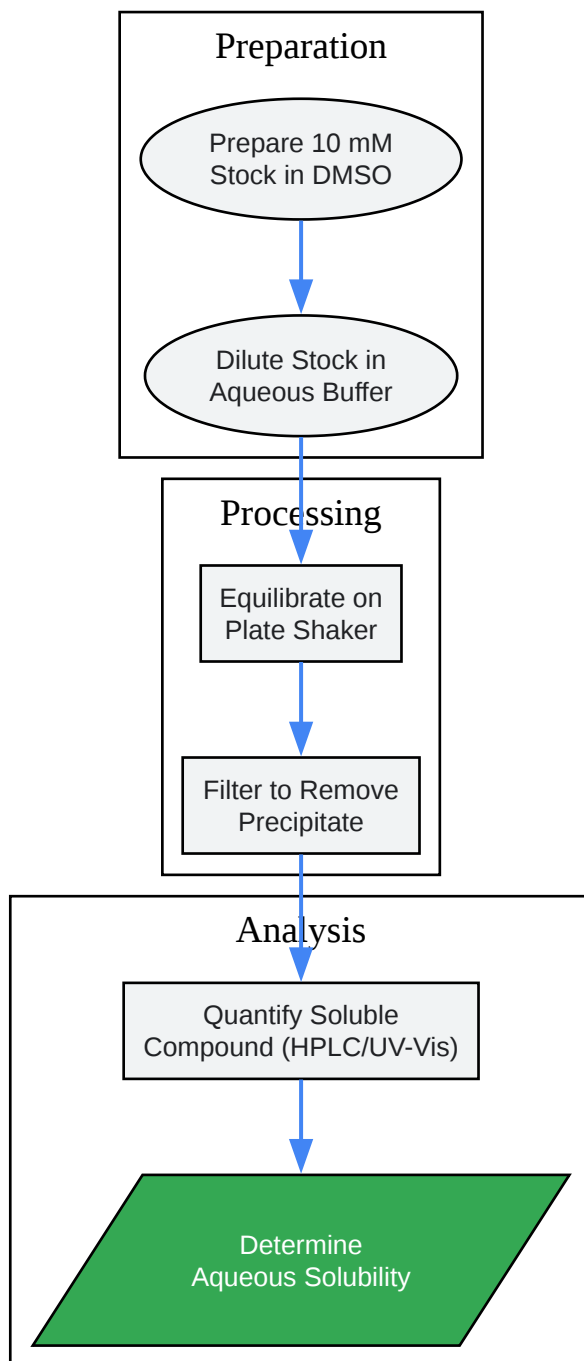 Preparation
Prepare 10 mM
Stock in DMSO
Dilute Stock in
Aqueous Buffer
Processing
Equilibrate on
Plate Shaker
Filter to Remove
Precipitate
Analysis
Quantify Soluble
Compound (HPLC/UV-Vis)
Determine
Aqueous Solubility